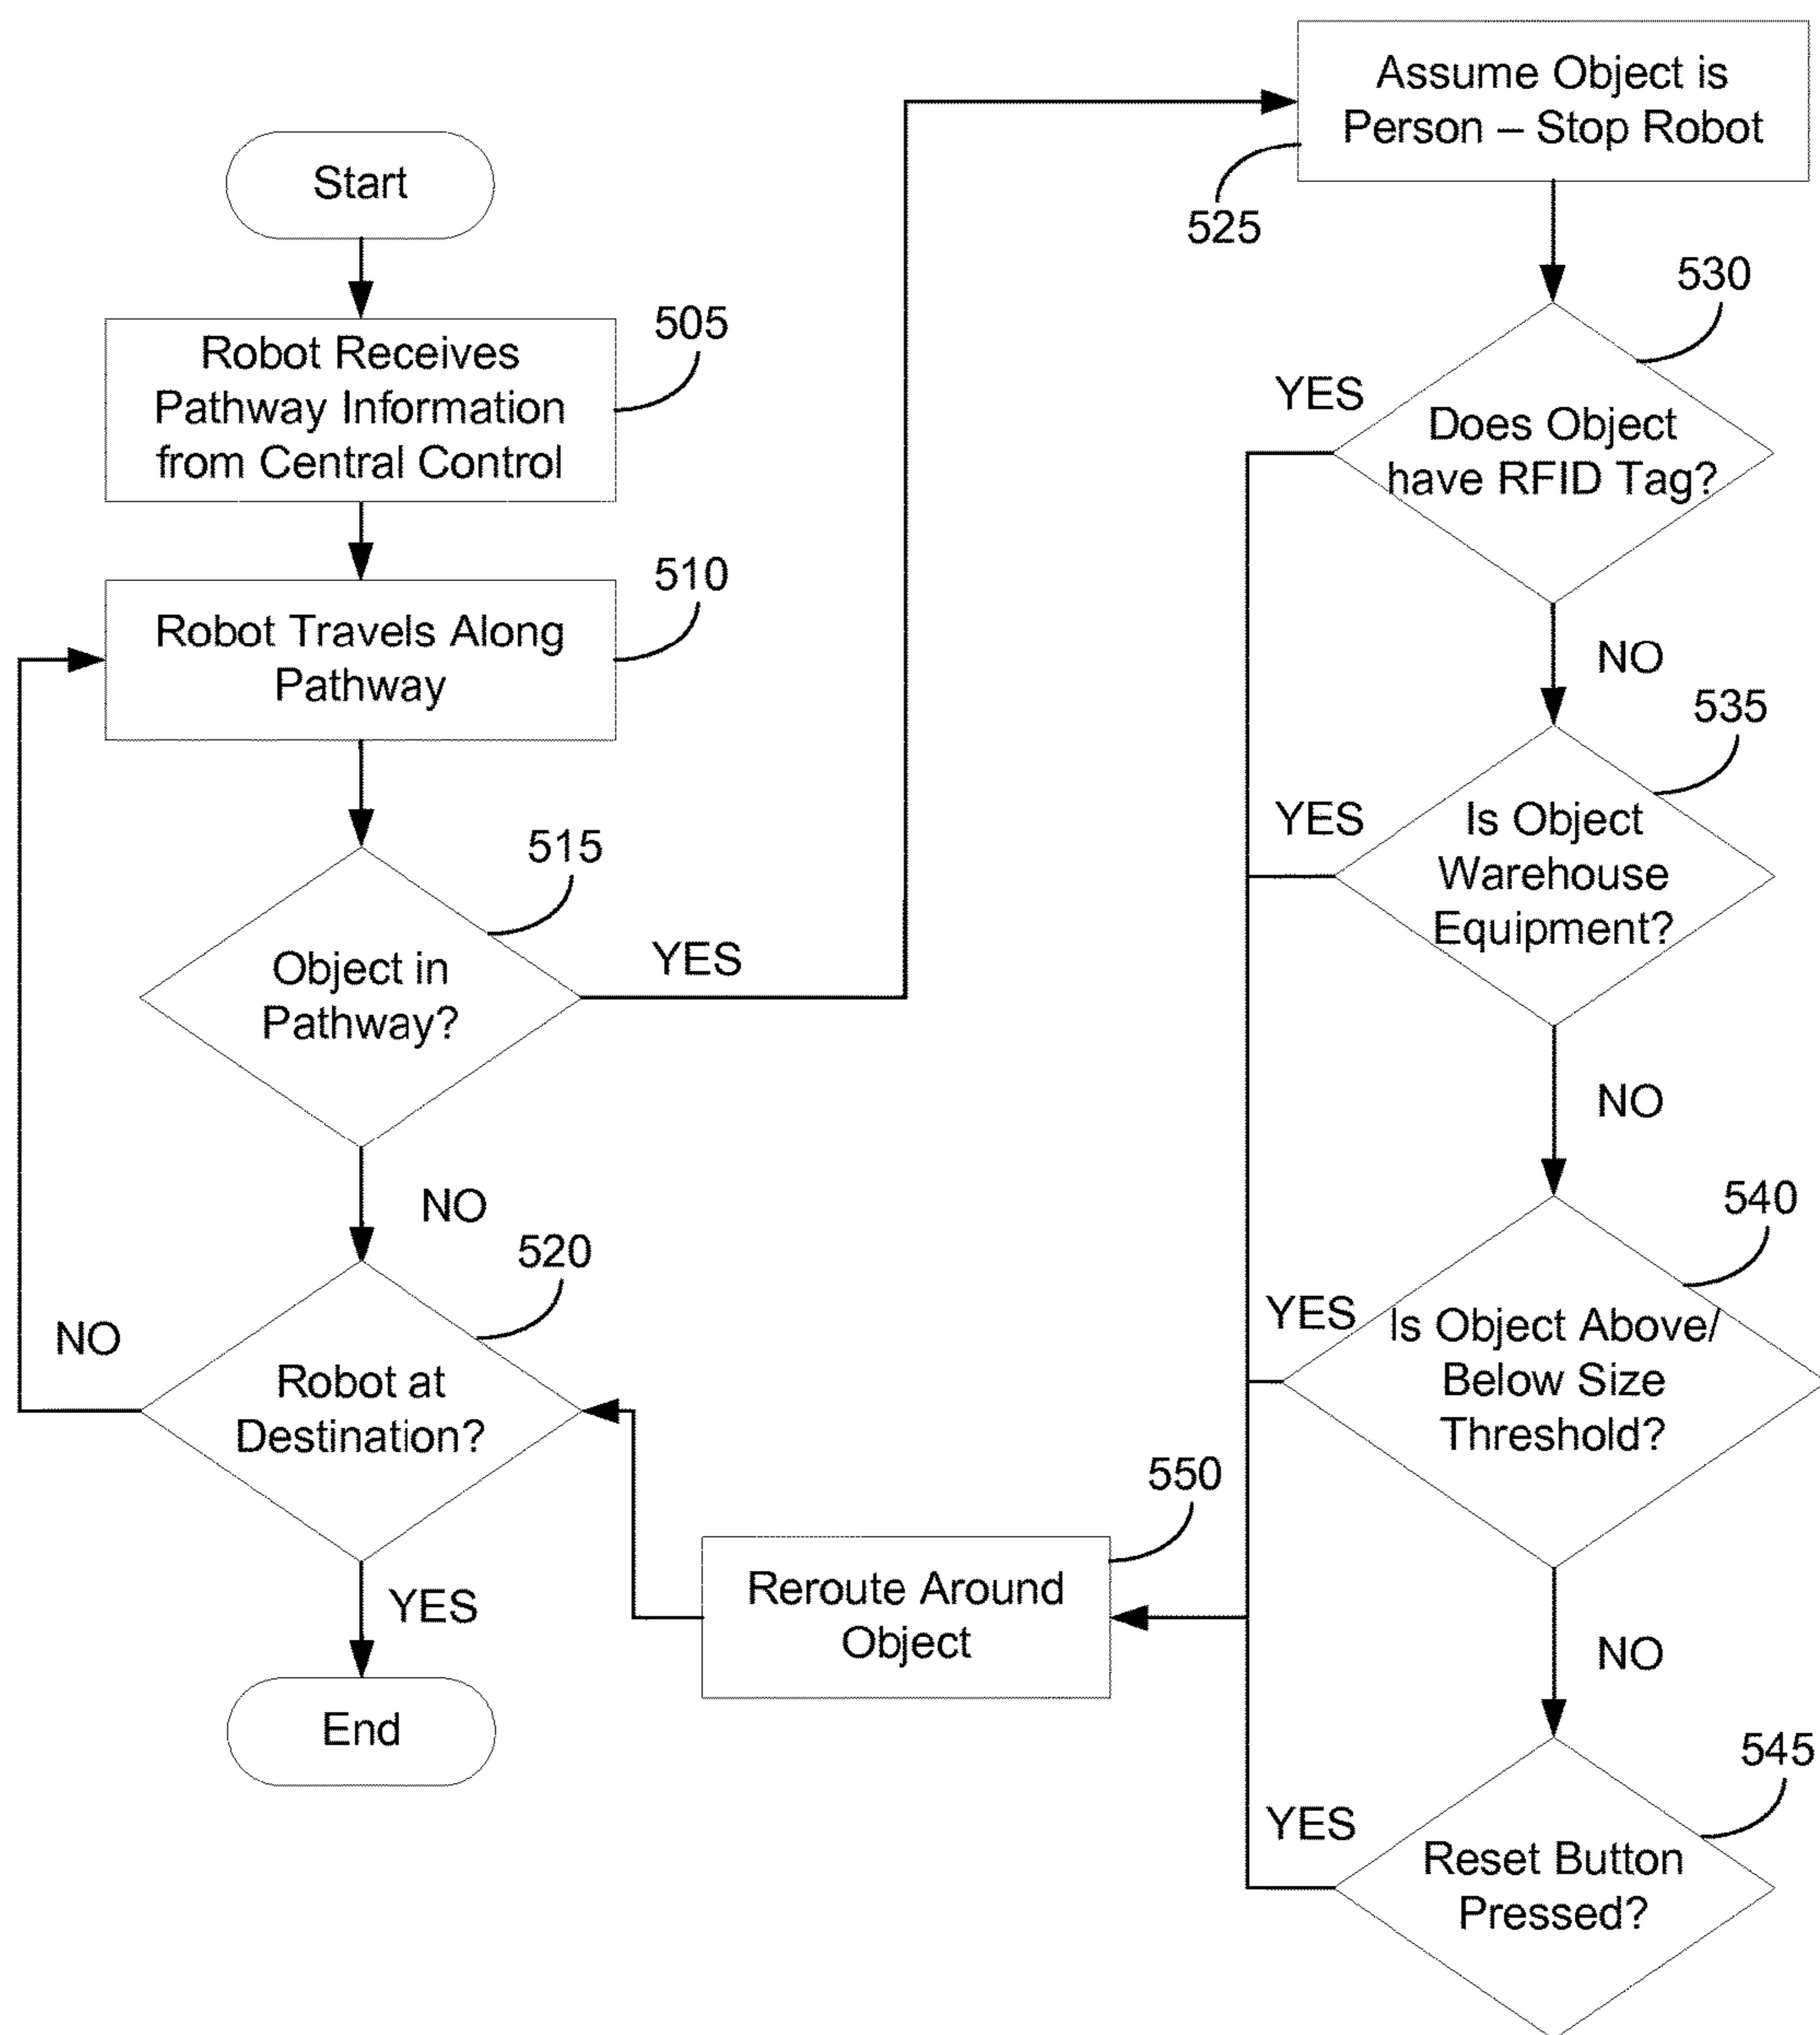 Start
Robot Receives
Pathway Information
from Central Control
505
Robot Travels Along
Pathway
510
Object in
Pathway?
515
YES
NO
Robot at
Destination?
520
NO
YES
End
Assume Object is
Person – Stop Robot
525
Does Object
have RFID Tag?
530
YES
NO
Is Object
Warehouse
Equipment?
535
YES
NO
Is Object Above/
Below Size
Threshold?
540
YES
NO
Reset Button
Pressed?
545
YES
Reroute Around
Object
550